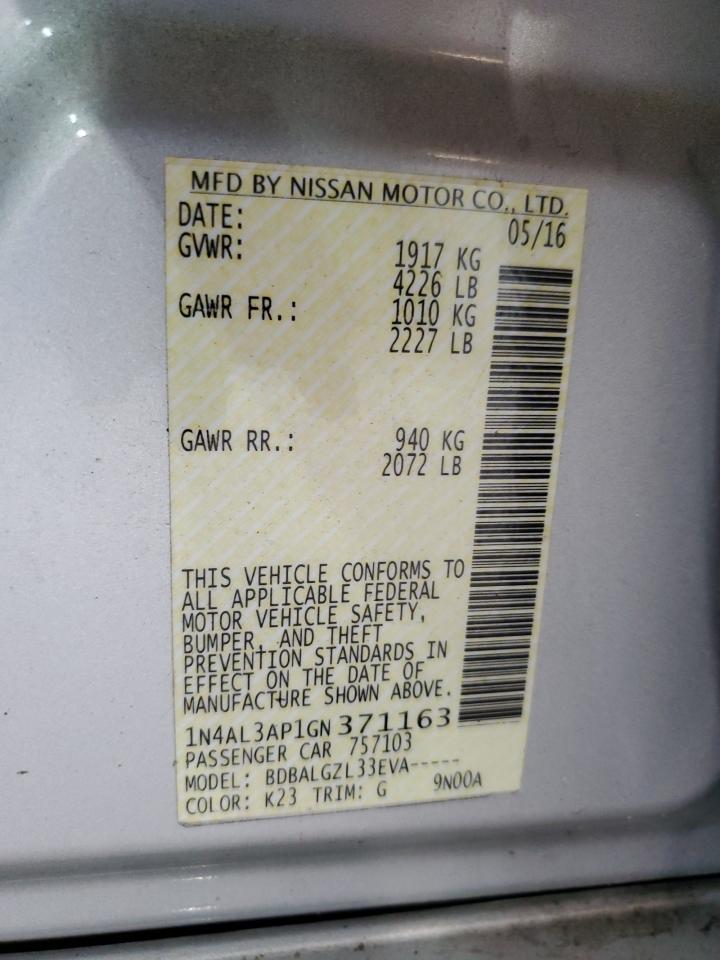 MFD BY NISSAN MOTOR CO., LTD.
DATE: 05/16
GVWR: 1917 KG
4226 LB
GAWR FR.: 1010 KG
2227 LB
GAWR RR.: 940 KG
2072 LB
THIS VEHICLE CONFORMS TO
ALL APPLICABLE FEDERAL
MOTOR VEHICLE SAFETY,
BUMPER, AND THEFT
PREVENTION STANDARDS IN
EFFECT ON THE DATE OF
MANUFACTURE SHOWN ABOVE.
1N4AL3AP1GN371163
PASSENGER CAR 757103
MODEL: BDBALGZL33EVA-----
COLOR: K23 TRIM: G 9N00A